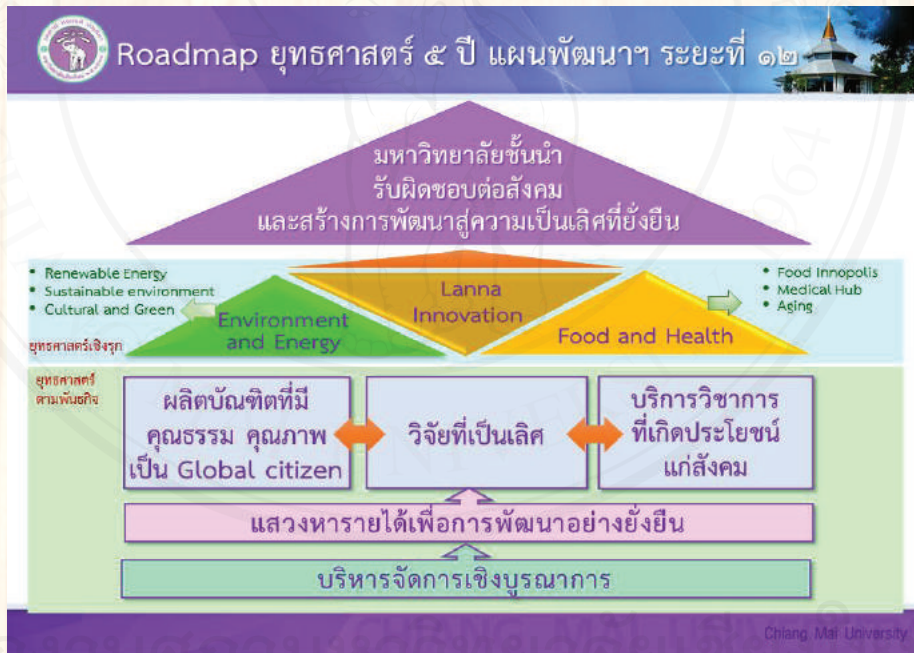 Roadmap ยุทธศาสตร์ ๕ ปี แผนพัฒนาฯ ระยะที่ ๑๒
มหาวิทยาลัยชั้นนำ
รับผิดชอบต่อสังคม
และสร้างการพัฒนาสู่ความเป็นเลิศที่ยั่งยืน
• Renewable Energy
• Sustainable environment
• Cultural and Green
Environment
and Energy
Lanna
Innovation
Food and Health
• Food Innopolis
• Medical Hub
• Aging
ยุทธศาสตร์เชิงรุก
ยุทธศาสตร์
ตามพันธกิจ
ผลิตบัณฑิตที่มี
คุณธรรม คุณภาพ
เป็น Global citizen
วิจัยที่เป็นเลิศ
บริการวิชาการ
ที่เกิดประโยชน์
แก่สังคม
แสวงหารายได้เพื่อการพัฒนาอย่างยั่งยืน
บริหารจัดการเชิงบูรณาการ
Chiang Mai University